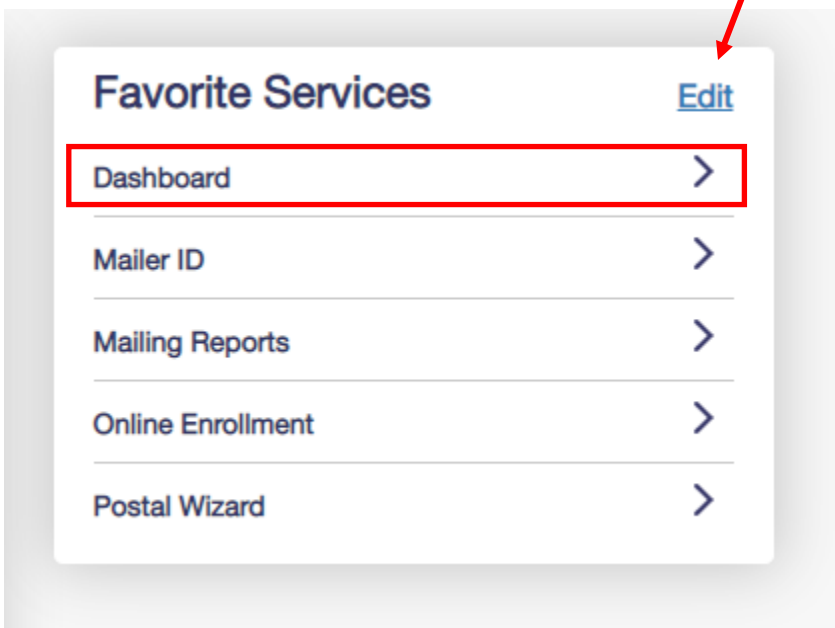 Favorite Services
Edit
Dashboard
Mailer ID
Mailing Reports
Online Enrollment
Postal Wizard